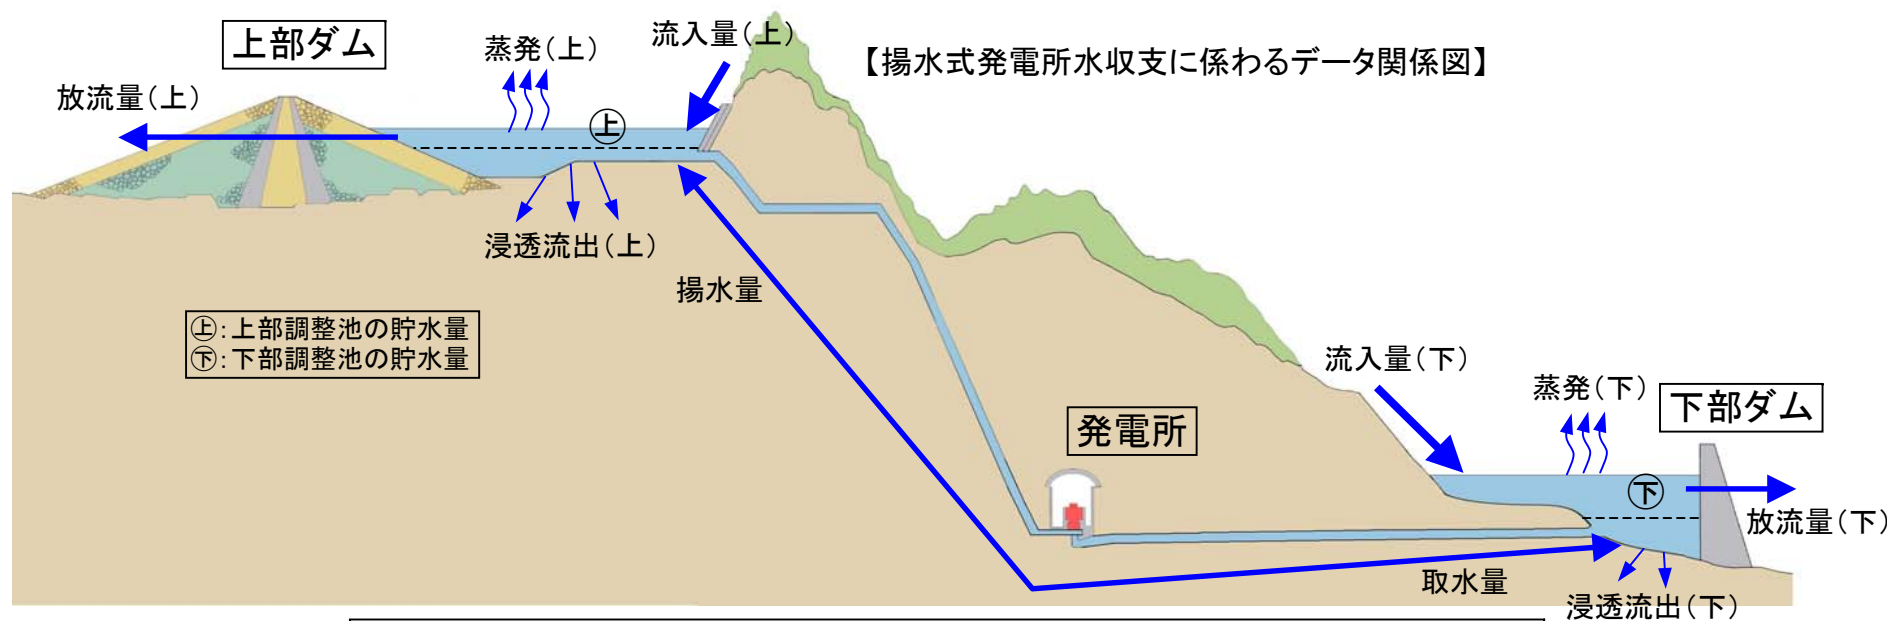 【揚水式発電所水収支に係わるデータ関係図】
上部ダム
蒸発(上)
流入量(上)
放流量(上)
㊤
浸透流出(上)
揚水量
㊤:上部調整池の貯水量
㊦:下部調整池の貯水量
流入量(下)
蒸発(下)
下部ダム
発電所
㊦
放流量(下)
取水量
浸透流出(下)